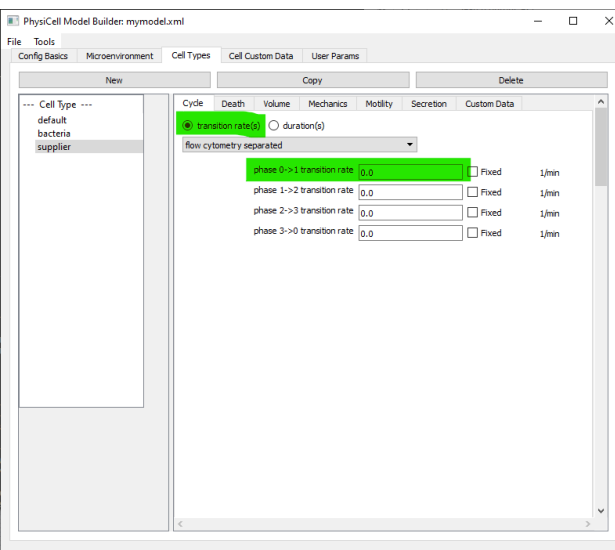 PhysiCell Model Builder: mymodel.xml
File Tools
Config Basics Microenvironment Cell Types Cell Custom Data User Params
New Copy Delete
--- Cell Type ---
default
bacteria
supplier
Cycle Death Volume Mechanics Motility Secretion Custom Data
transition rate(s) duration(s)
flow cytometry separated
phase 0->1 transition rate 0.0 Fixed 1/min
phase 1->2 transition rate 0.0 Fixed 1/min
phase 2->3 transition rate 0.0 Fixed 1/min
phase 3->0 transition rate 0.0 Fixed 1/min